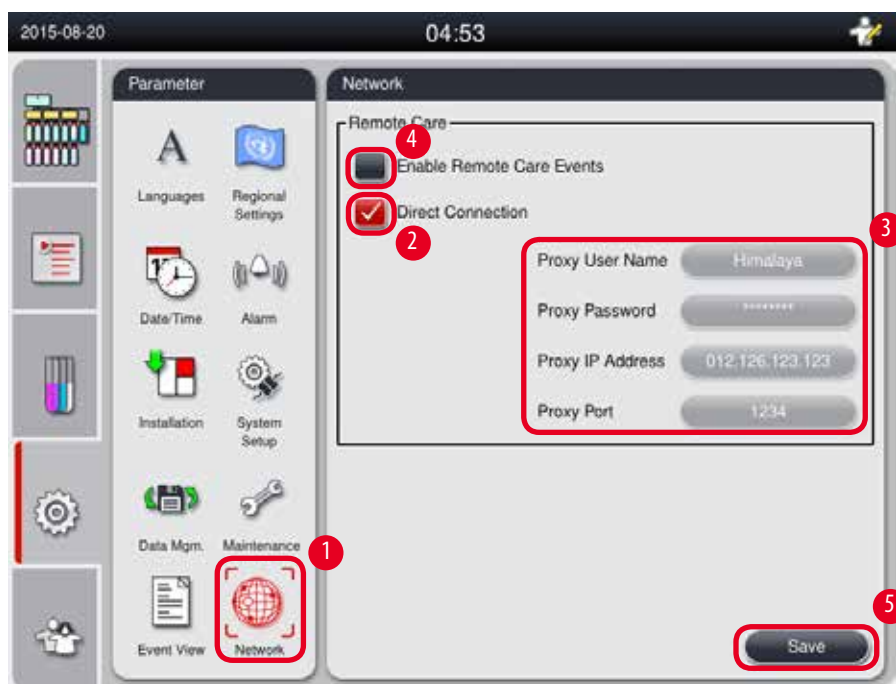 2015-08-20
04:53
Parameter
Languages
Regional
Settings
Date/Time
Alarm
Installation
System
Setup
Data Mgm.
Maintenance
1
Event View
Network
Network
Remote Care
4
Enable Remote Care Events
Direct Connection
2
3
Proxy User Name Himalaya
Proxy Password ********
Proxy IP Address 012.126.123.123
Proxy Port 1234
5
Save